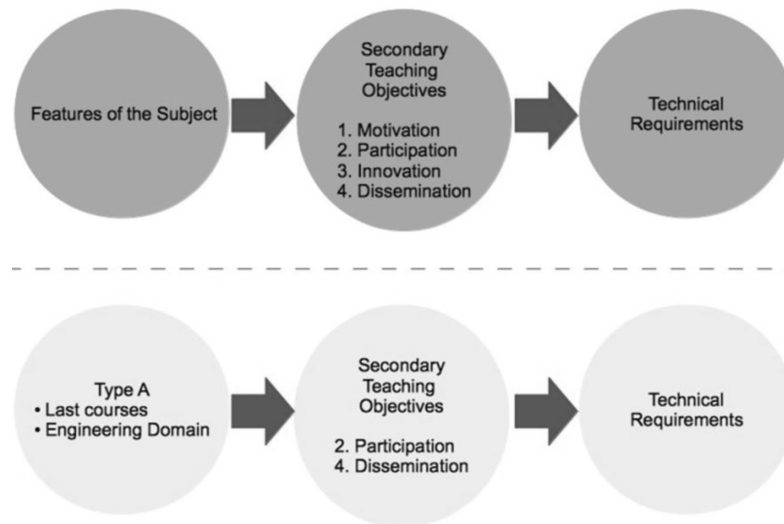 Features of the Subject
Secondary
Teaching
Objectives
1. Motivation
2. Participation
3. Innovation
4. Dissemination
Technical
Requirements
Type A
• Last courses
• Engineering Domain
Secondary
Teaching
Objectives
2. Participation
4. Dissemination
Technical
Requirements